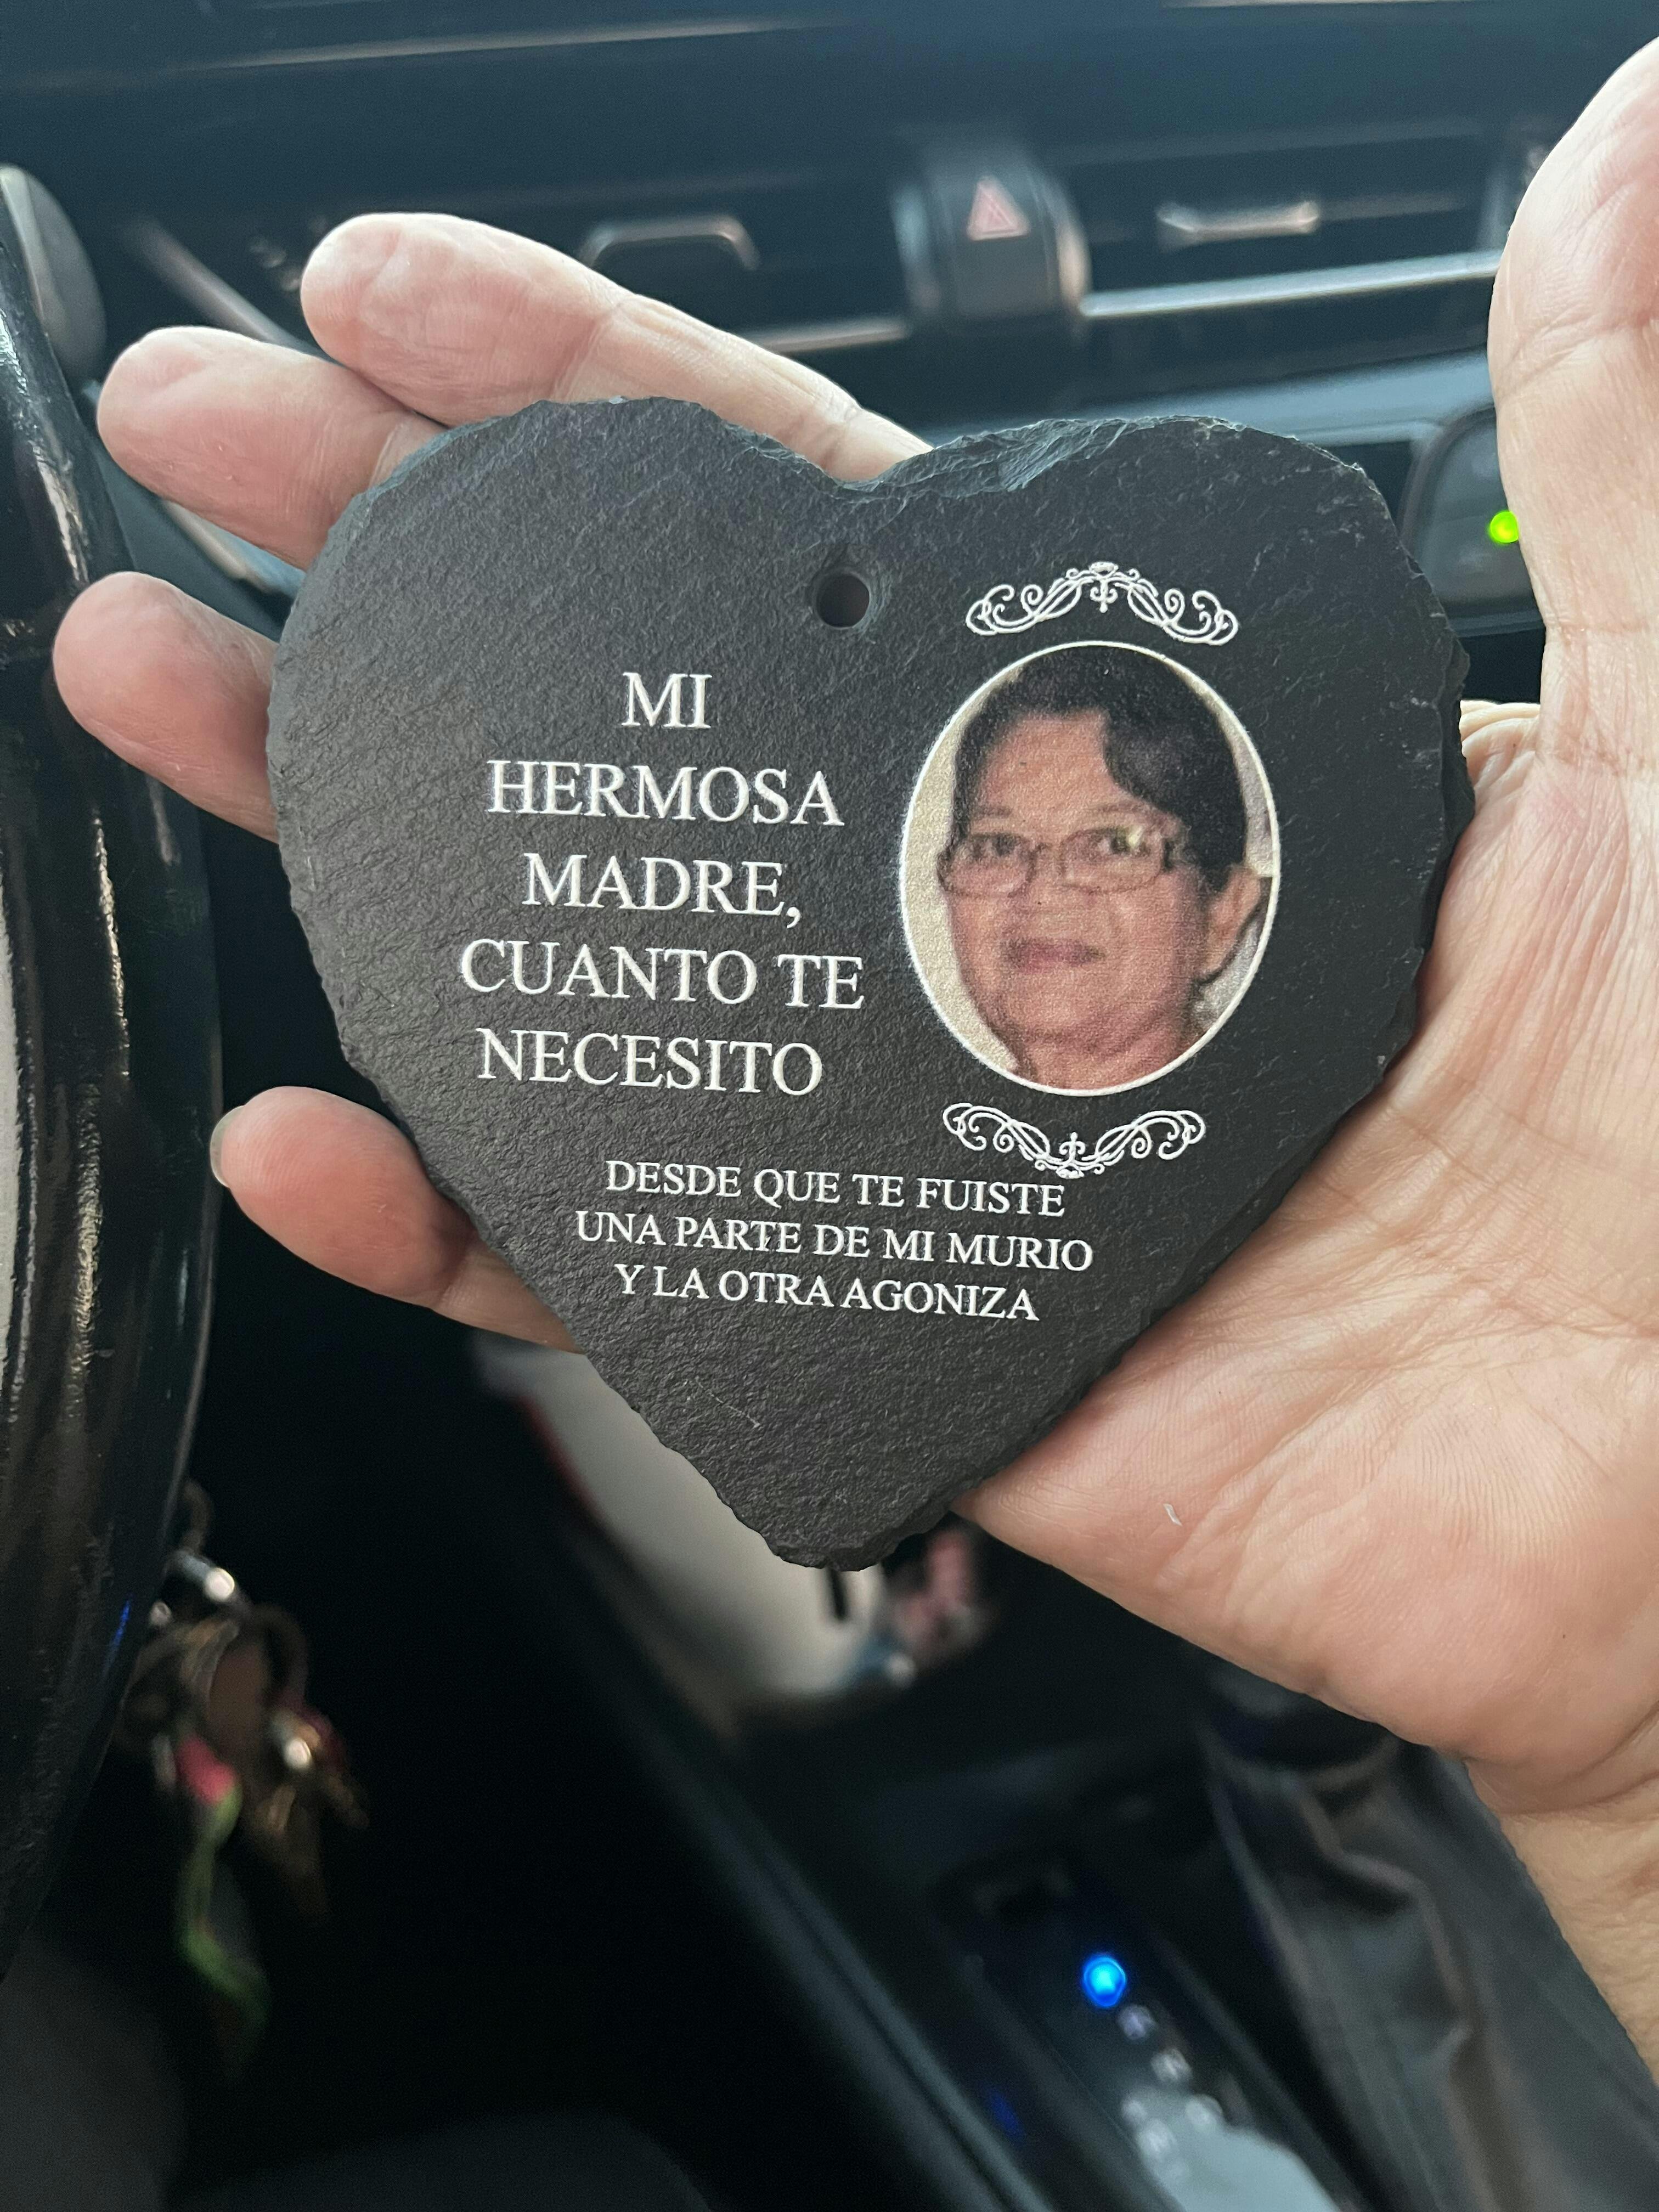 MI
HERMOSA
MADRE,
CUANTO TE
NECESITO
DESDE QUE TE FUISTE
UNA PARTE DE MI MURIO
Y LA OTRA AGONIZA